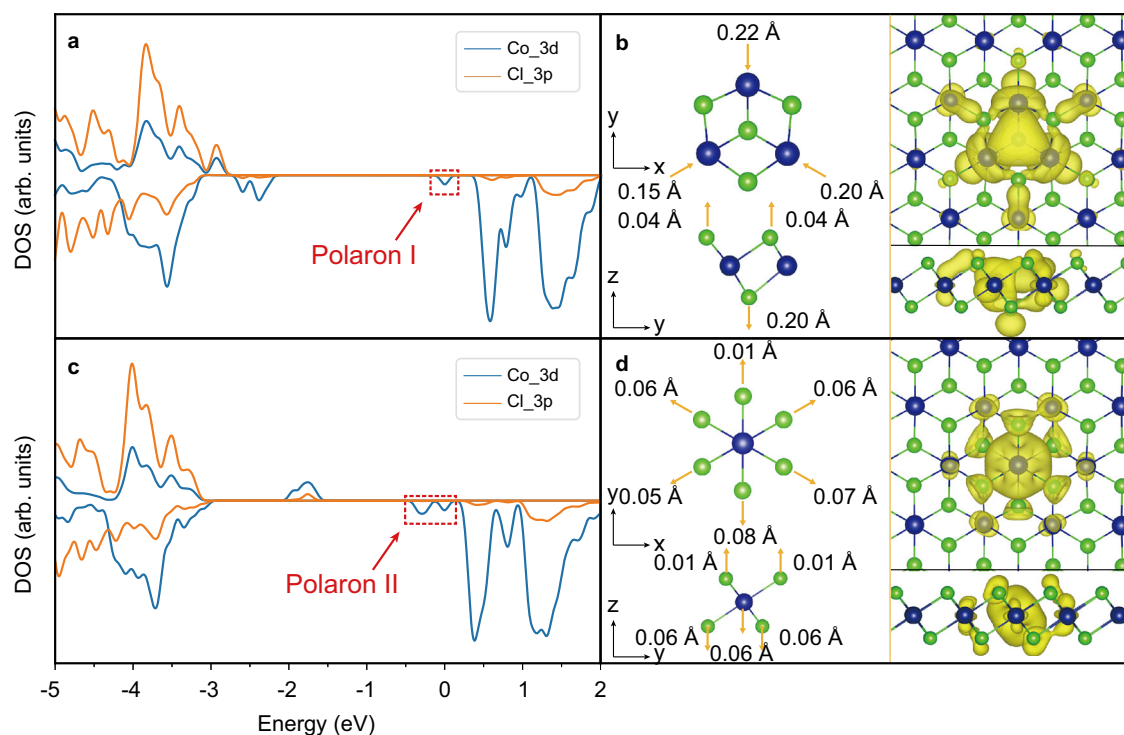 a
Co_3d
Cl_3p
DOS (arb. units)
Polaron I
b
0.22 Å
y
x
0.15 Å
0.20 Å
0.04 Å
0.04 Å
z
y
0.20 Å
c
Co_3d
Cl_3p
DOS (arb. units)
Polaron II
-5
-4
-3
-2
-1
0
1
2
Energy (eV)
d
0.01 Å
0.06 Å
0.06 Å
0.05 Å
0.07 Å
y
x
0.08 Å
0.01 Å
0.01 Å
z
y
0.06 Å
0.06 Å
0.06 Å